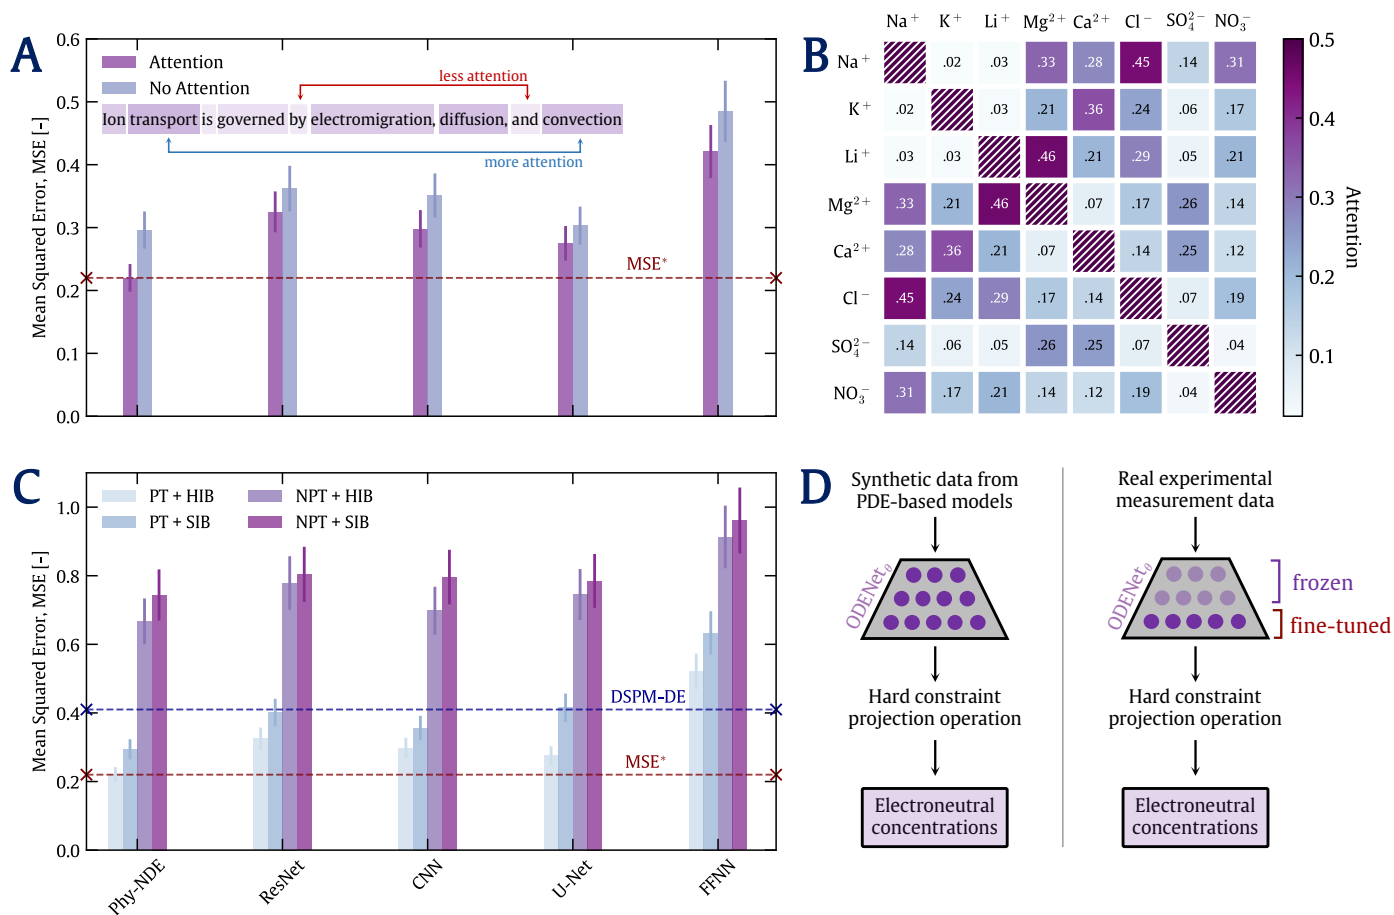 A
Mean Squared Error, MSE [-]
0.6
0.5
0.4
0.3
0.2
0.1
0.0
Attention
No Attention
less attention
Ion transport is governed by electromigration, diffusion, and convection
more attention
MSE*
B
Na⁺ K⁺ Li⁺ Mg²⁺ Ca²⁺ Cl⁻ SO₄²⁻ NO₃⁻
Na⁺ .02 .03 .33 .28 .45 .14 .31
K⁺ .02 .03 .21 .36 .24 .06 .17
Li⁺ .03 .03 .46 .21 .29 .05 .21
Mg²⁺ .33 .21 .46 .07 .17 .26 .14
Ca²⁺ .28 .36 .21 .07 .14 .25 .12
Cl⁻ .45 .24 .29 .17 .14 .07 .19
SO₄²⁻ .14 .06 .05 .26 .25 .07 .04
NO₃⁻ .31 .17 .21 .14 .12 .19 .04
0.5
0.4
0.3
0.2
0.1
Attention
C
Mean Squared Error, MSE [-]
1.0
0.8
0.6
0.4
0.2
0.0
PT + HIB
PT + SIB
NPT + HIB
NPT + SIB
DSPM-DE
MSE*
Phy-NDE
ResNet
CNN
U-Net
FFNN
D
Synthetic data from
PDE-based models
ODENetθ
Hard constraint
projection operation
Electroneutral
concentrations
Real experimental
measurement data
ODENetθ
frozen
fine-tuned
Hard constraint
projection operation
Electroneutral
concentrations